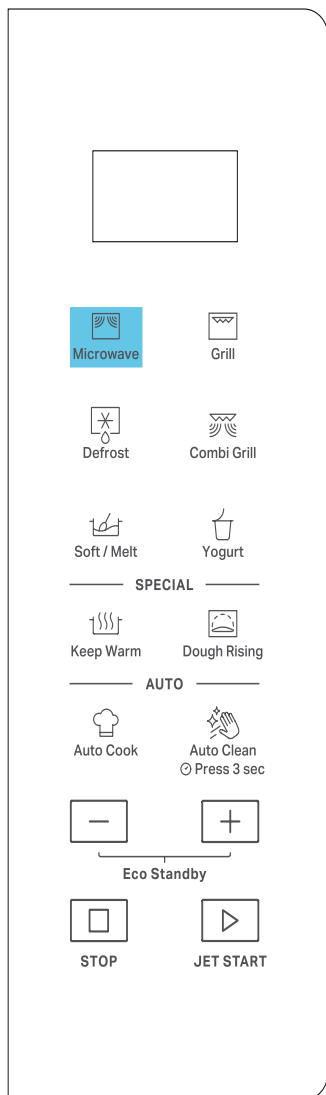 Microwave
Grill
Defrost
Combi Grill
Soft / Melt
Yogurt
SPECIAL
Keep Warm
Dough Rising
AUTO
Auto Cook
Auto Clean
Press 3 sec
Eco Standby
STOP
JET START